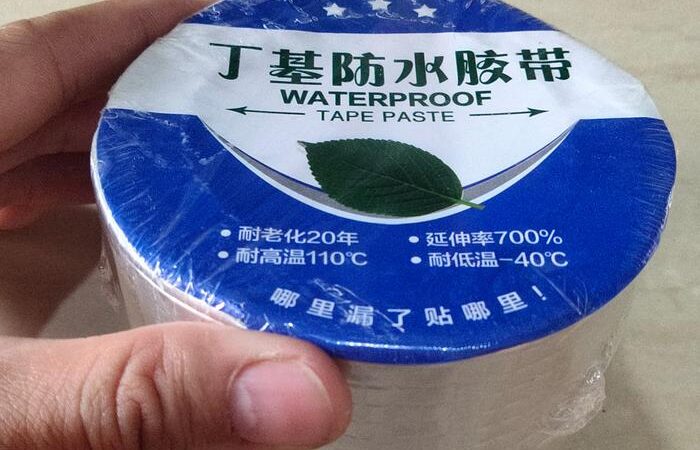 丁基防水胶带
WATERPROOF
TAPE PASTE
• 耐老化20年 • 延伸率700%
• 耐高温110℃ • 耐低温-40℃
哪里漏了贴哪里!